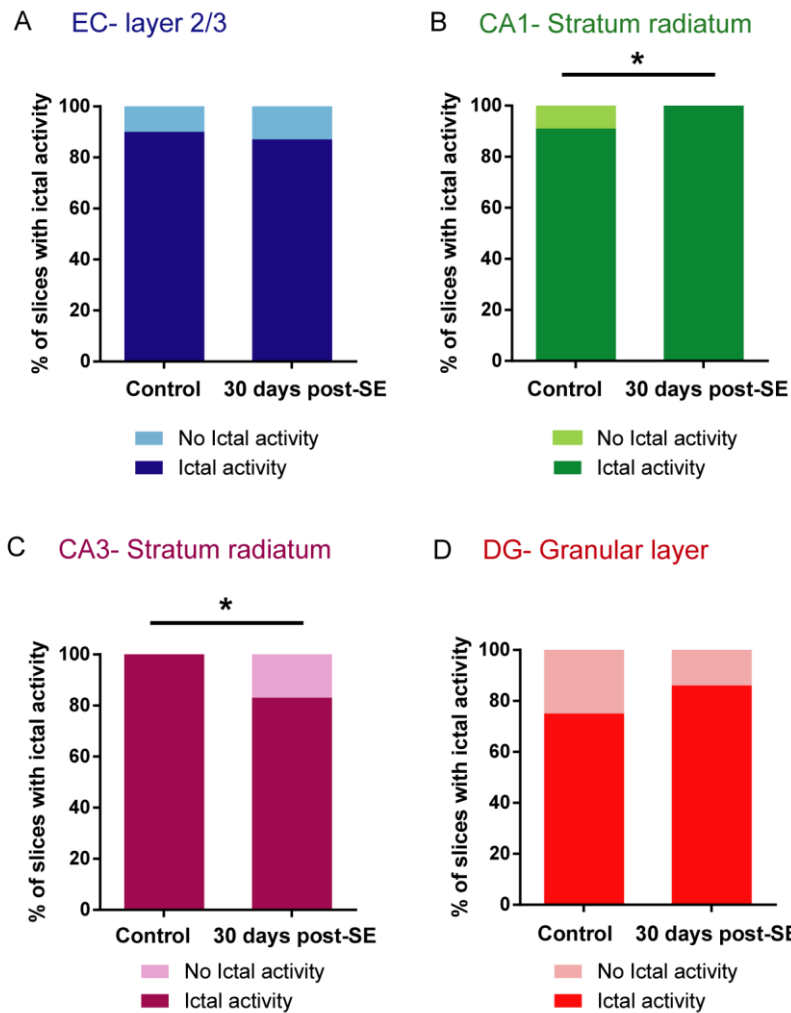 A EC- layer 2/3
% of slices with ictal activity
100
80
60
40
20
0
Control 30 days post-SE
No Ictal activity
Ictal activity
B CA1- Stratum radiatum
*
% of slices with ictal activity
100
80
60
40
20
0
Control 30 days post-SE
No Ictal activity
Ictal activity
C CA3- Stratum radiatum
*
% of slices with ictal activity
100
80
60
40
20
0
Control 30 days post-SE
No Ictal activity
Ictal activity
D DG- Granular layer
% of slices with ictal activity
100
80
60
40
20
0
Control 30 days post-SE
No Ictal activity
Ictal activity